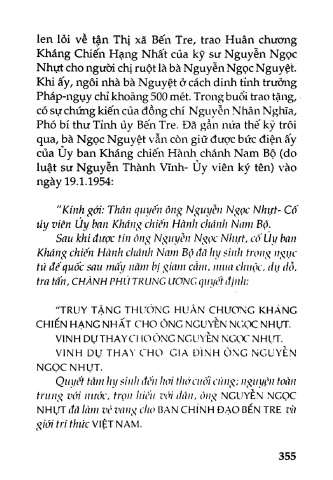 len lỏi về tận Thị xã Bến Tre, trao Huân chương
Kháng Chiến Hạng Nhất của kỹ sư Nguyễn Ngọc
Nhựt cho người chị ruột là bà Nguyễn Ngọc Nguyệt.
Khi ấy, ngôi nhà bà Nguyệt ở cách dinh tỉnh trưởng
Pháp-ngụy chỉ khoảng 500 mét. Trong buổi trao tặng,
có sự chứng kiến của đồng chí Nguyễn Nhân Nghĩa,
Phó bí thư Tỉnh ủy Bến Tre. Đã gần nửa thế kỷ trôi
qua, bà Ngọc Nguyệt vẫn còn giữ được bức điện ấy
của Ủy ban Kháng chiến Hành chánh Nam Bộ (do
luật sư Nguyễn Thành Vĩnh- Ủy viên ký tên) vào
ngày 19.1.1954:
"Kính gởi: Thân quyến ông Nguyễn Ngọc Nhựt- Cố
ủy viên Ủy ban Kháng chiến Hành chánh Nam Bộ.
Sau khi được tin ông Nguyễn Ngọc Nhựt, cố Ủy ban
Kháng chiến Hành chánh Nam Bộ đã hy sinh trong ngục
tù đế quốc sau mấy năm bị giam cầm, mua chuộc, dụ dỗ,
tra tấn, CHÁNH PHỦ TRUNG ƯƠNG quyết định:
"TRUY TẶNG THƯỞNG HUÂN CHƯƠNG KHÁNG
CHIẾN HẠNG NHẤT CHO ÔNG NGUYỄN NGỌC NHỰT.
VINH DỰ THAY CHO ÔNG NGUYỄN NGỌC NHỰT.
VINH DỰ THAY CHO GIA ĐÌNH ÔNG NGUYỄN
NGỌC NHỰT.
Quyết tâm hy sinh đến hơi thở cuối cùng; nguyện toàn
trung với nước, trọn hiếu với dân, ông NGUYỄN NGỌC
NHỰT đã làm vẻ vang cho BAN CHỈNH ĐẠO BẾN TRE và
giới trí thức VIỆT NAM.
355